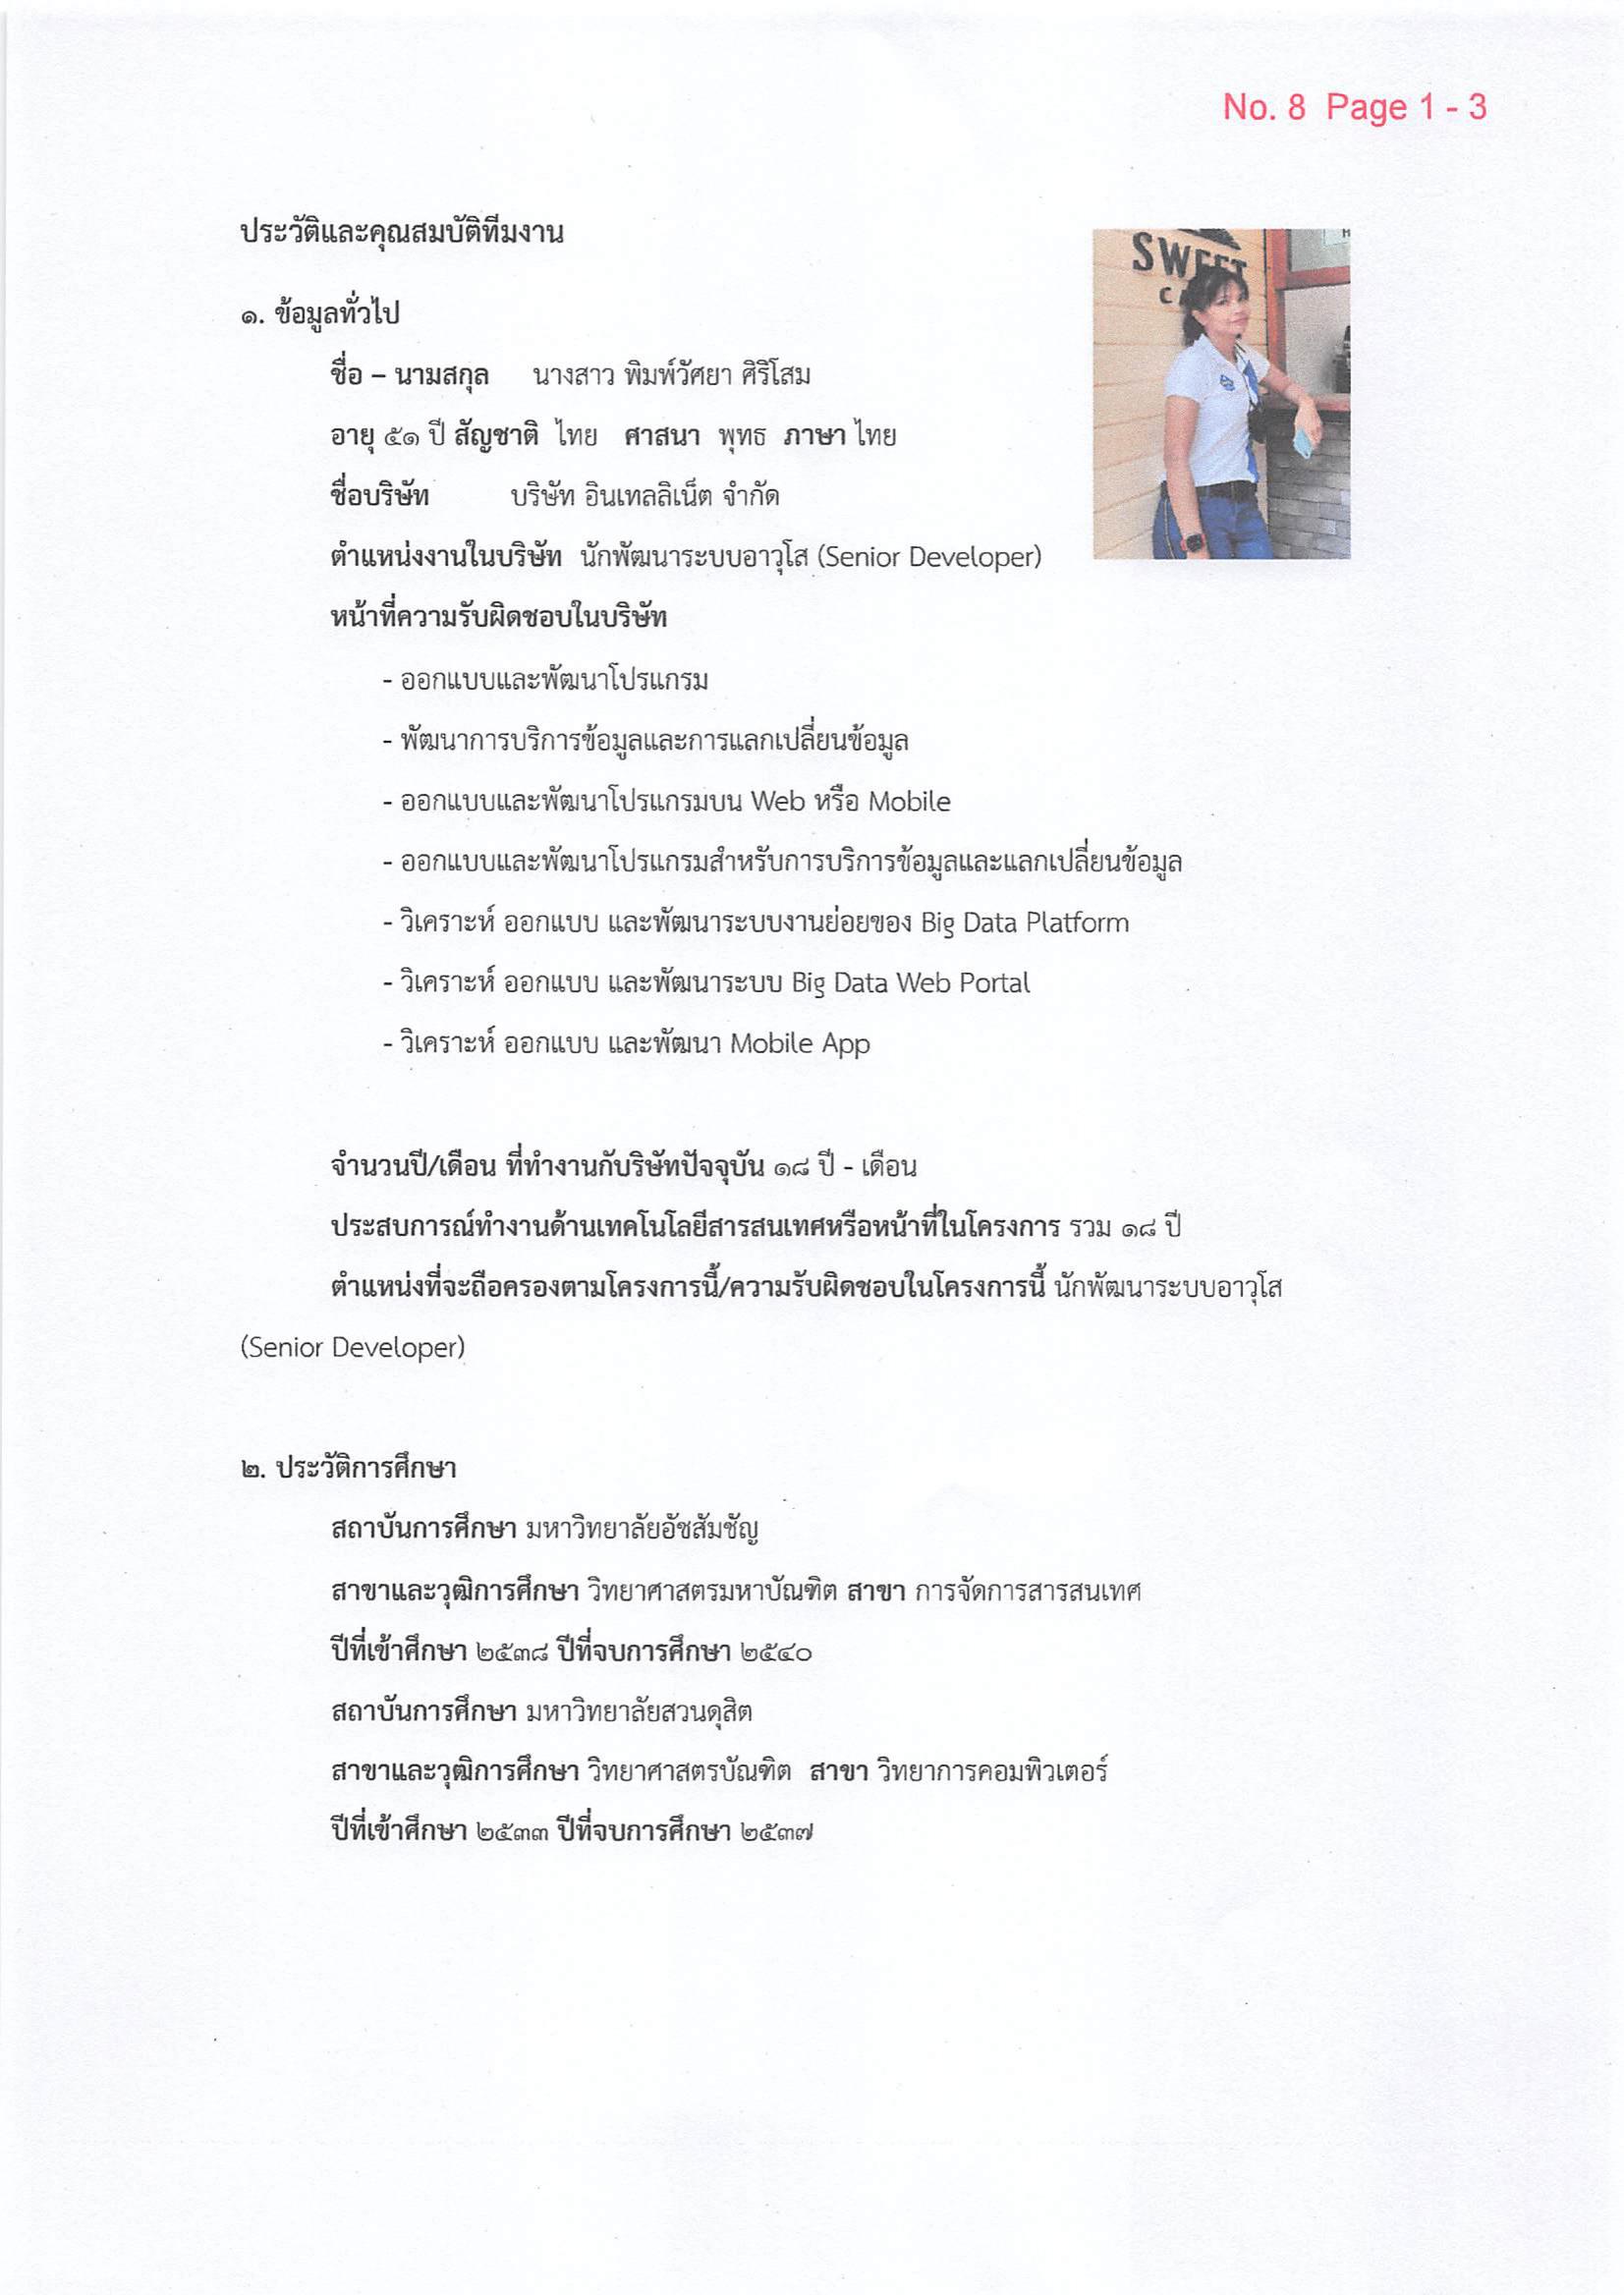 No. 8 Page 1 - 3
ประวัติและคุณสมบัติทีมงาน
SWEET
๑. ข้อมูลทั่วไป
ชื่อ – นามสกุล นางสาว พิมพ์วัศยา ศิริโสม
อายุ ๕๑ ปี สัญชาติ ไทย ศาสนา พุทธ ภาษา ไทย
ชื่อบริษัท บริษัท อินเทลลิเน็ต จำกัด
ตำแหน่งงานในบริษัท นักพัฒนาระบบอาวุโส (Senior Developer)
หน้าที่ความรับผิดชอบในบริษัท
- ออกแบบและพัฒนาโปรแกรม
- พัฒนาการบริการข้อมูลและการแลกเปลี่ยนข้อมูล
- ออกแบบและพัฒนาโปรแกรมบน Web หรือ Mobile
- ออกแบบและพัฒนาโปรแกรมสำหรับการบริการข้อมูลและแลกเปลี่ยนข้อมูล
- วิเคราะห์ ออกแบบ และพัฒนาระบบงานย่อยของ Big Data Platform
- วิเคราะห์ ออกแบบ และพัฒนาระบบ Big Data Web Portal
- วิเคราะห์ ออกแบบ และพัฒนา Mobile App
จำนวนปี/เดือน ที่ทำงานกับบริษัทปัจจุบัน ๑๘ ปี - เดือน
ประสบการณ์ทำงานด้านเทคโนโลยีสารสนเทศหรือหน้าที่ในโครงการ รวม ๑๘ ปี
ตำแหน่งที่จะถือครองตามโครงการนี้/ความรับผิดชอบในโครงการนี้ นักพัฒนาระบบอาวุโส
(Senior Developer)
๒. ประวัติการศึกษา
สถาบันการศึกษา มหาวิทยาลัยอัชสัมชัญ
สาขาและวุฒิการศึกษา วิทยาศาสตรมหาบัณฑิต สาขา การจัดการสารสนเทศ
ปีที่เข้าศึกษา ๒๕๓๘ ปีที่จบการศึกษา ๒๕๔๐
สถาบันการศึกษา มหาวิทยาลัยสวนดุสิต
สาขาและวุฒิการศึกษา วิทยาศาสตรบัณฑิต สาขา วิทยาการคอมพิวเตอร์
ปีที่เข้าศึกษา ๒๕๓๓ ปีที่จบการศึกษา ๒๕๓๗